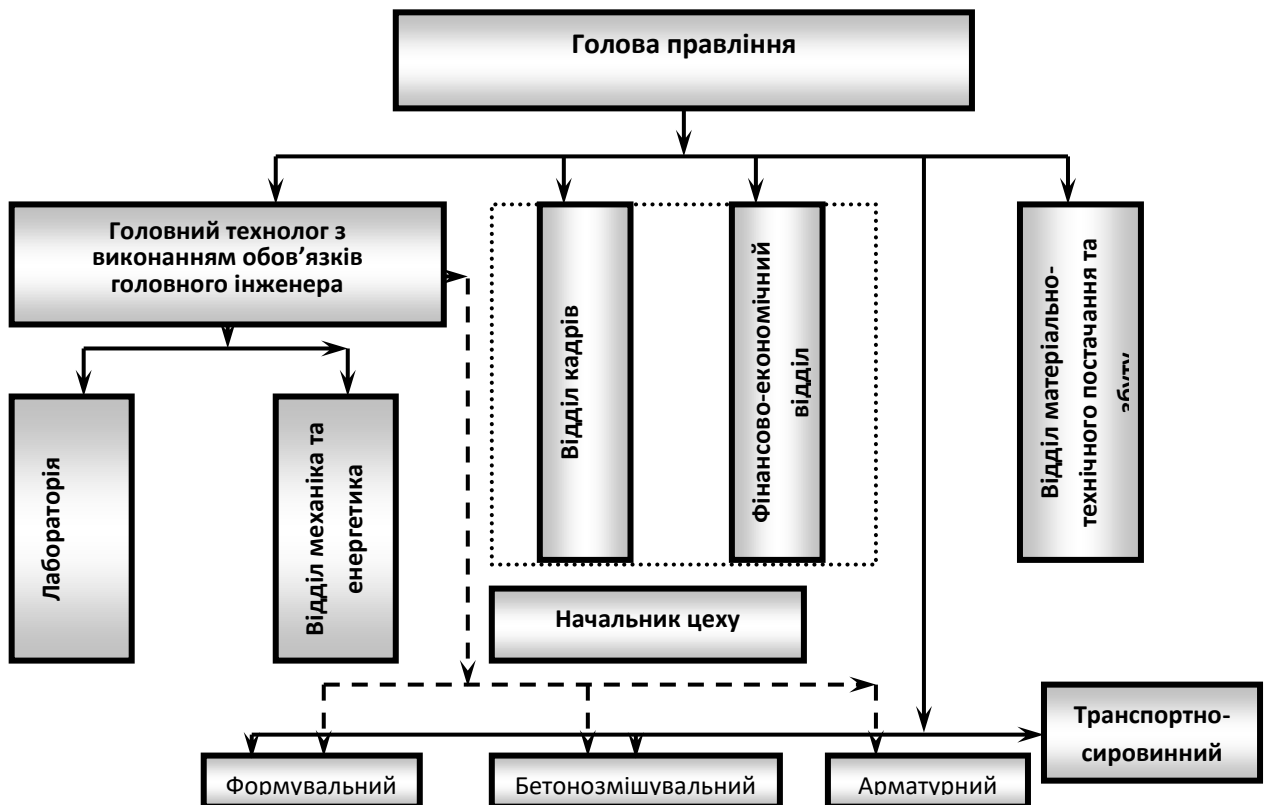 Голова правління
Головний технолог з
виконанням обов’язків
головного інженера
Відділ кадрів
Фінансово-економічний
відділ
Відділ матеріально-
технічного постачання та
збуту
Лабораторія
Відділ механіка та
енергетика
Начальник цеху
Транспортно-
сировинний
Формувальний
Бетонозмішувальний
Арматурний